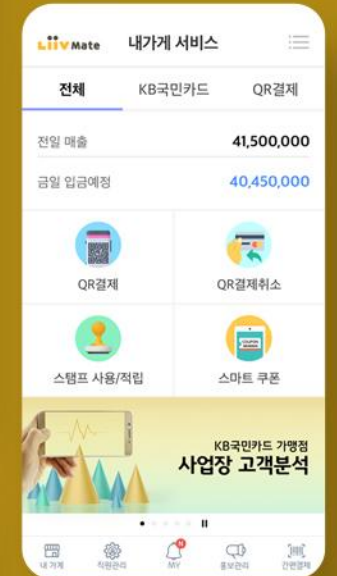 Liiv Mate 내가게 서비스
전체 KB국민카드 QR결제
전일 매출 41,500,000
금일 입금예정 40,450,000
QR결제 QR결제취소
COUPON
스탬프 사용/적립 스마트 쿠폰
KB국민카드 가맹점
사업장 고객분석
N
내 가게 직원관리 MY 홍보관리 간편결제